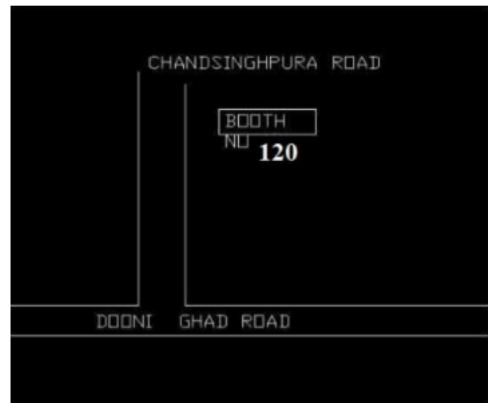 CHANDSINGHPURA ROAD
BOOTH
NO 120
DOONI GHAD ROAD